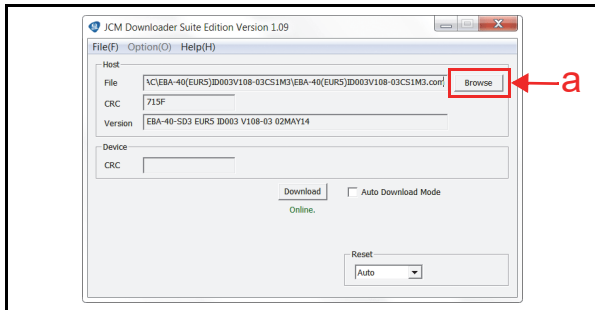 JCM Downloader Suite Edition Version 1.09
File(F) Option(O) Help(H)
Host
File \C\EBA-40(EUR5)ID003V108-03CS1M3\EBA-40(EUR5)ID003V108-03CS1M3.com Browse a
CRC 715F
Version EBA-40-SD3 EUR5 ID003 V108-03 02MAY14
Device
CRC
Download Auto Download Mode
Online.
Reset
Auto